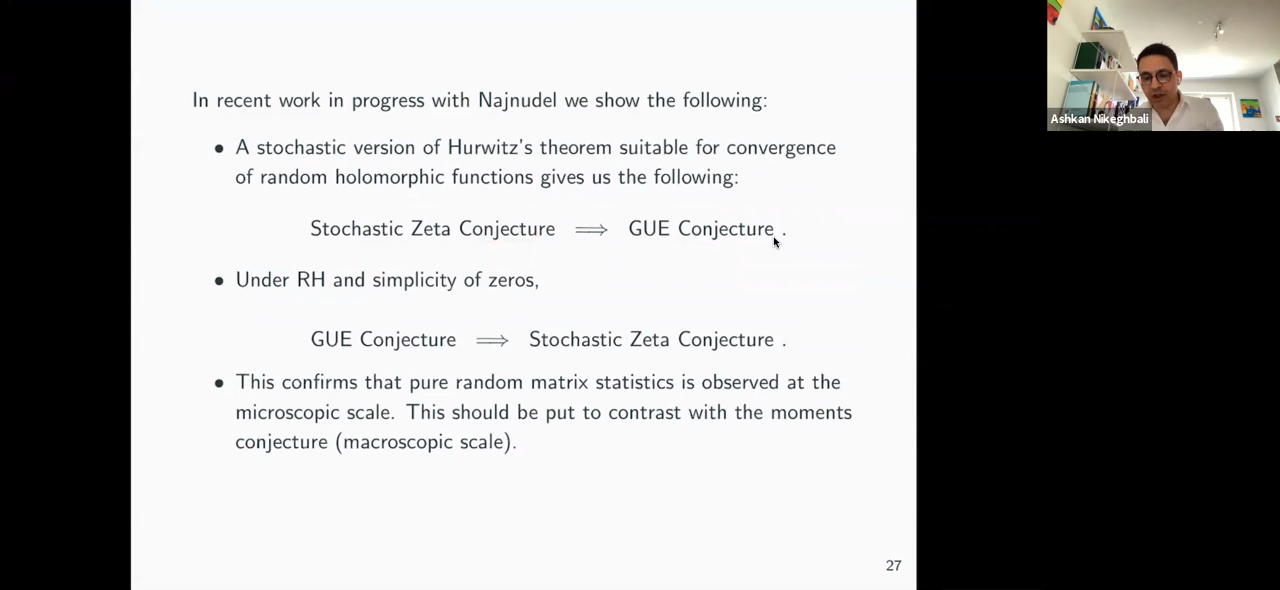 In recent work in progress with Najnudel we show the following:
• A stochastic version of Hurwitz's theorem suitable for convergence
of random holomorphic functions gives us the following:
Stochastic Zeta Conjecture ⟹ GUE Conjecture .
• Under RH and simplicity of zeros,
GUE Conjecture ⟹ Stochastic Zeta Conjecture .
• This confirms that pure random matrix statistics is observed at the
microscopic scale. This should be put to contrast with the moments
conjecture (macroscopic scale).
27
Ashkan Nikeghbali